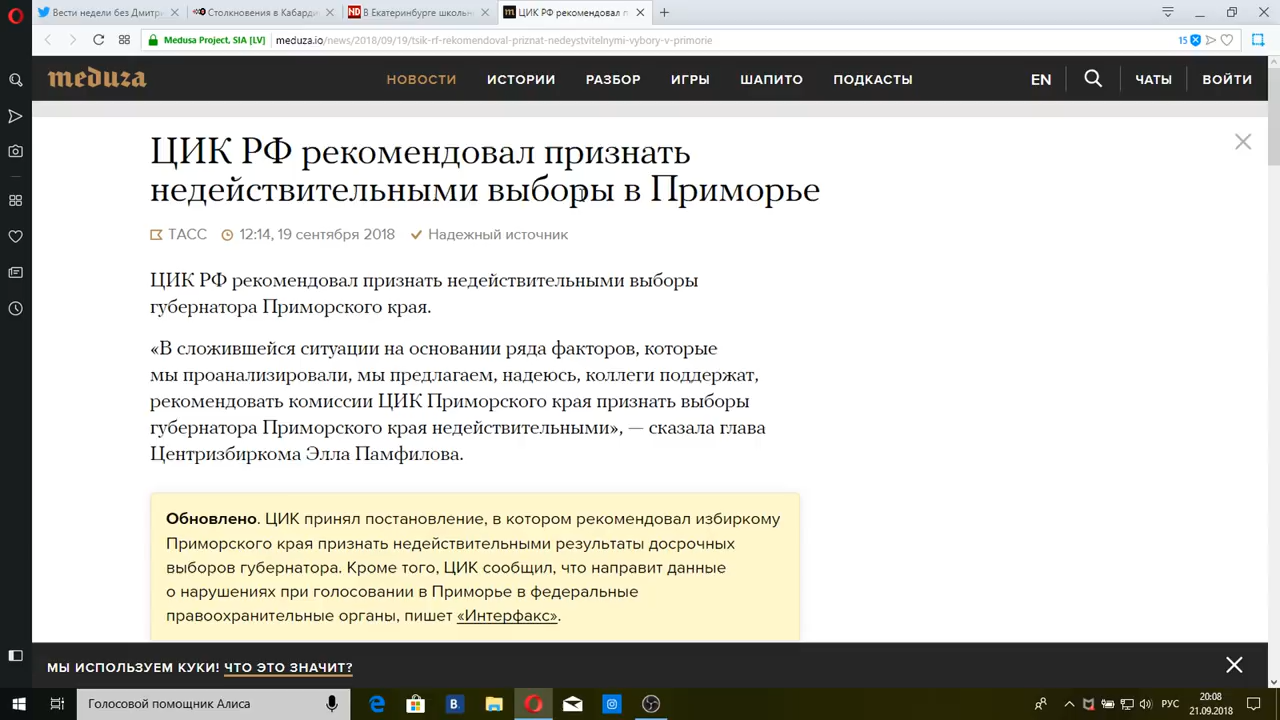 Вести недели без Дмитр
Столкновения в Кабарди
В Екатеринбурге школьн
ЦИК РФ рекомендовал п
Medusa Project, SIA [LV]
meduza.io/news/2018/09/19/tsik-rf-rekomendoval-priznat-nedeystvitelnymi-vybory-v-primorie
15
meduza
НОВОСТИ
ИСТОРИИ
РАЗБОР
ИГРЫ
ШАПИТО
ПОДКАСТЫ
EN
ЧАТЫ
ВОЙТИ
ЦИК РФ рекомендовал признать
недействительными выборы в Приморье
ТАСС
12:14, 19 сентября 2018
Надежный источник
ЦИК РФ рекомендовал признать недействительными выборы
губернатора Приморского края.
«В сложившейся ситуации на основании ряда факторов, которые
мы проанализировали, мы предлагаем, надеюсь, коллеги поддержат,
рекомендовать комиссии ЦИК Приморского края признать выборы
губернатора Приморского края недействительными», — сказала глава
Центризбиркома Элла Памфилова.
Обновлено. ЦИК принял постановление, в котором рекомендовал избиркому
Приморского края признать недействительными результаты досрочных
выборов губернатора. Кроме того, ЦИК сообщил, что направит данные
о нарушениях при голосовании в Приморье в федеральные
правоохранительные органы, пишет «Интерфакс».
МЫ ИСПОЛЬЗУЕМ КУКИ! ЧТО ЭТО ЗНАЧИТ?
Голосовой помощник Алиса
РУС
20:08
21.09.2018